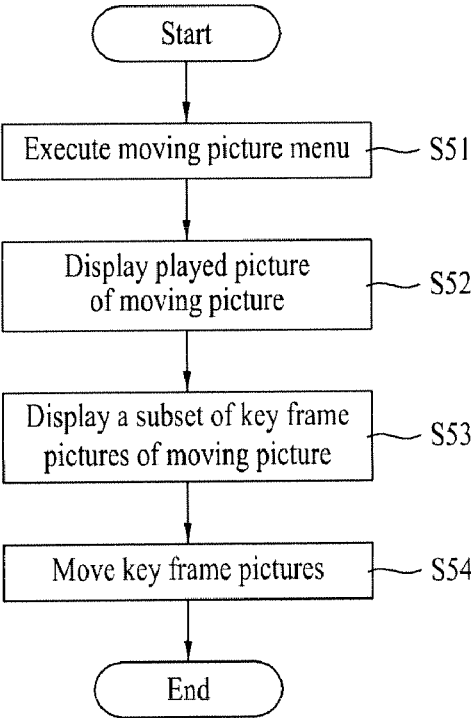 Start
Execute moving picture menu
S51
Display played picture
of moving picture
S52
Display a subset of key frame
pictures of moving picture
S53
Move key frame pictures
S54
End